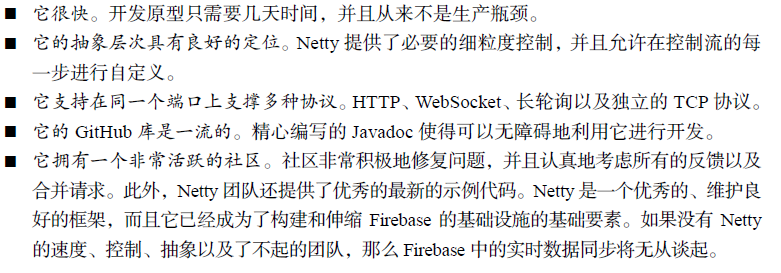 ■ 它很快。开发原型只需要几天时间，并且从来不是生产瓶颈。
■ 它的抽象层次具有良好的定位。Netty 提供了必要的细粒度控制，并且允许在控制流的每
一步进行自定义。
■ 它支持在同一个端口上支撑多种协议。HTTP、WebSocket、长轮询以及独立的 TCP 协议。
■ 它的 GitHub 库是一流的。精心编写的 Javadoc 使得可以无障碍地利用它进行开发。
■ 它拥有一个非常活跃的社区。社区非常积极地修复问题，并且认真地考虑所有的反馈以及
合并请求。此外，Netty 团队还提供了优秀的最新的示例代码。Netty 是一个优秀的、维护良
好的框架，而且它已经成为了构建和伸缩 Firebase 的基础设施的基础要素。如果没有 Netty
的速度、控制、抽象以及了不起的团队，那么 Firebase 中的实时数据同步将无从谈起。